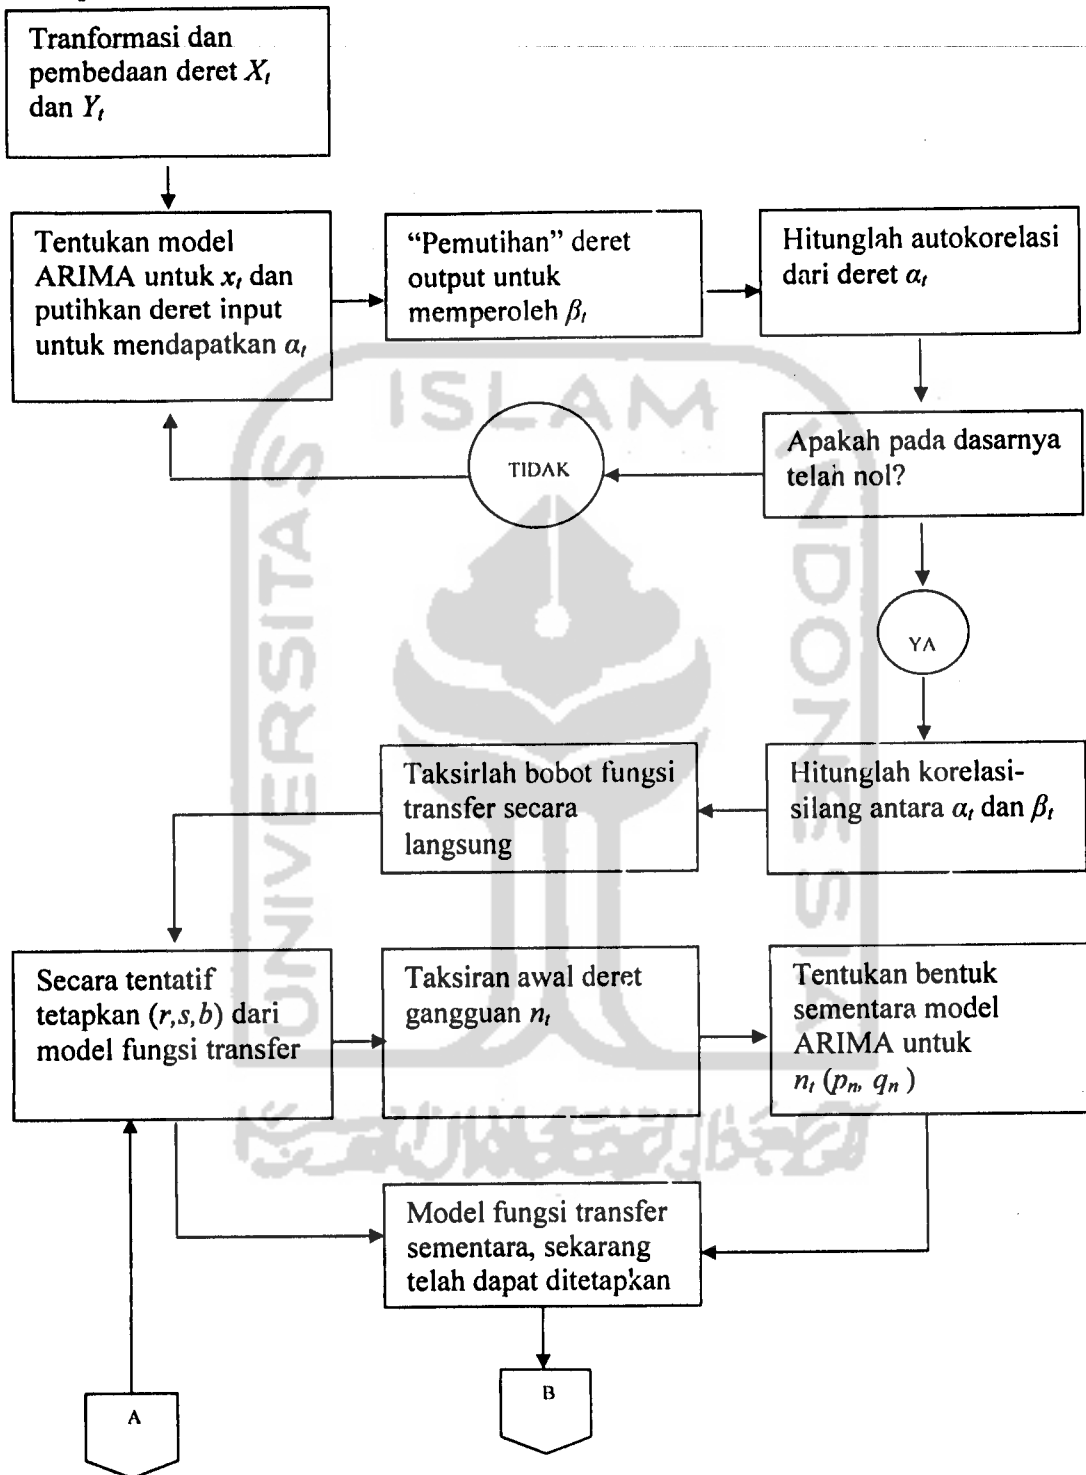 Tranformasi dan
pembedaan deret Xₜ
dan Yₜ
Tentukan model
ARIMA untuk xₜ dan
putihkan deret input
untuk mendapatkan αₜ
“Pemutihan” deret
output untuk
memperoleh βₜ
Hitunglah autokorelasi
dari deret αₜ
Apakah pada dasarnya
telah nol?
TIDAK
YA
Hitunglah korelasi-
silang antara αₜ dan βₜ
Taksirlah bobot fungsi
transfer secara
langsung
Secara tentatif
tetapkan (r,s,b) dari
model fungsi transfer
Taksiran awal deret
gangguan nₜ
Tentukan bentuk
sementara model
ARIMA untuk
nₜ (pₙ, qₙ )
Model fungsi transfer
sementara, sekarang
telah dapat ditetapkan
A
B
UNIVERSITAS
ISLAM
INDONESIA